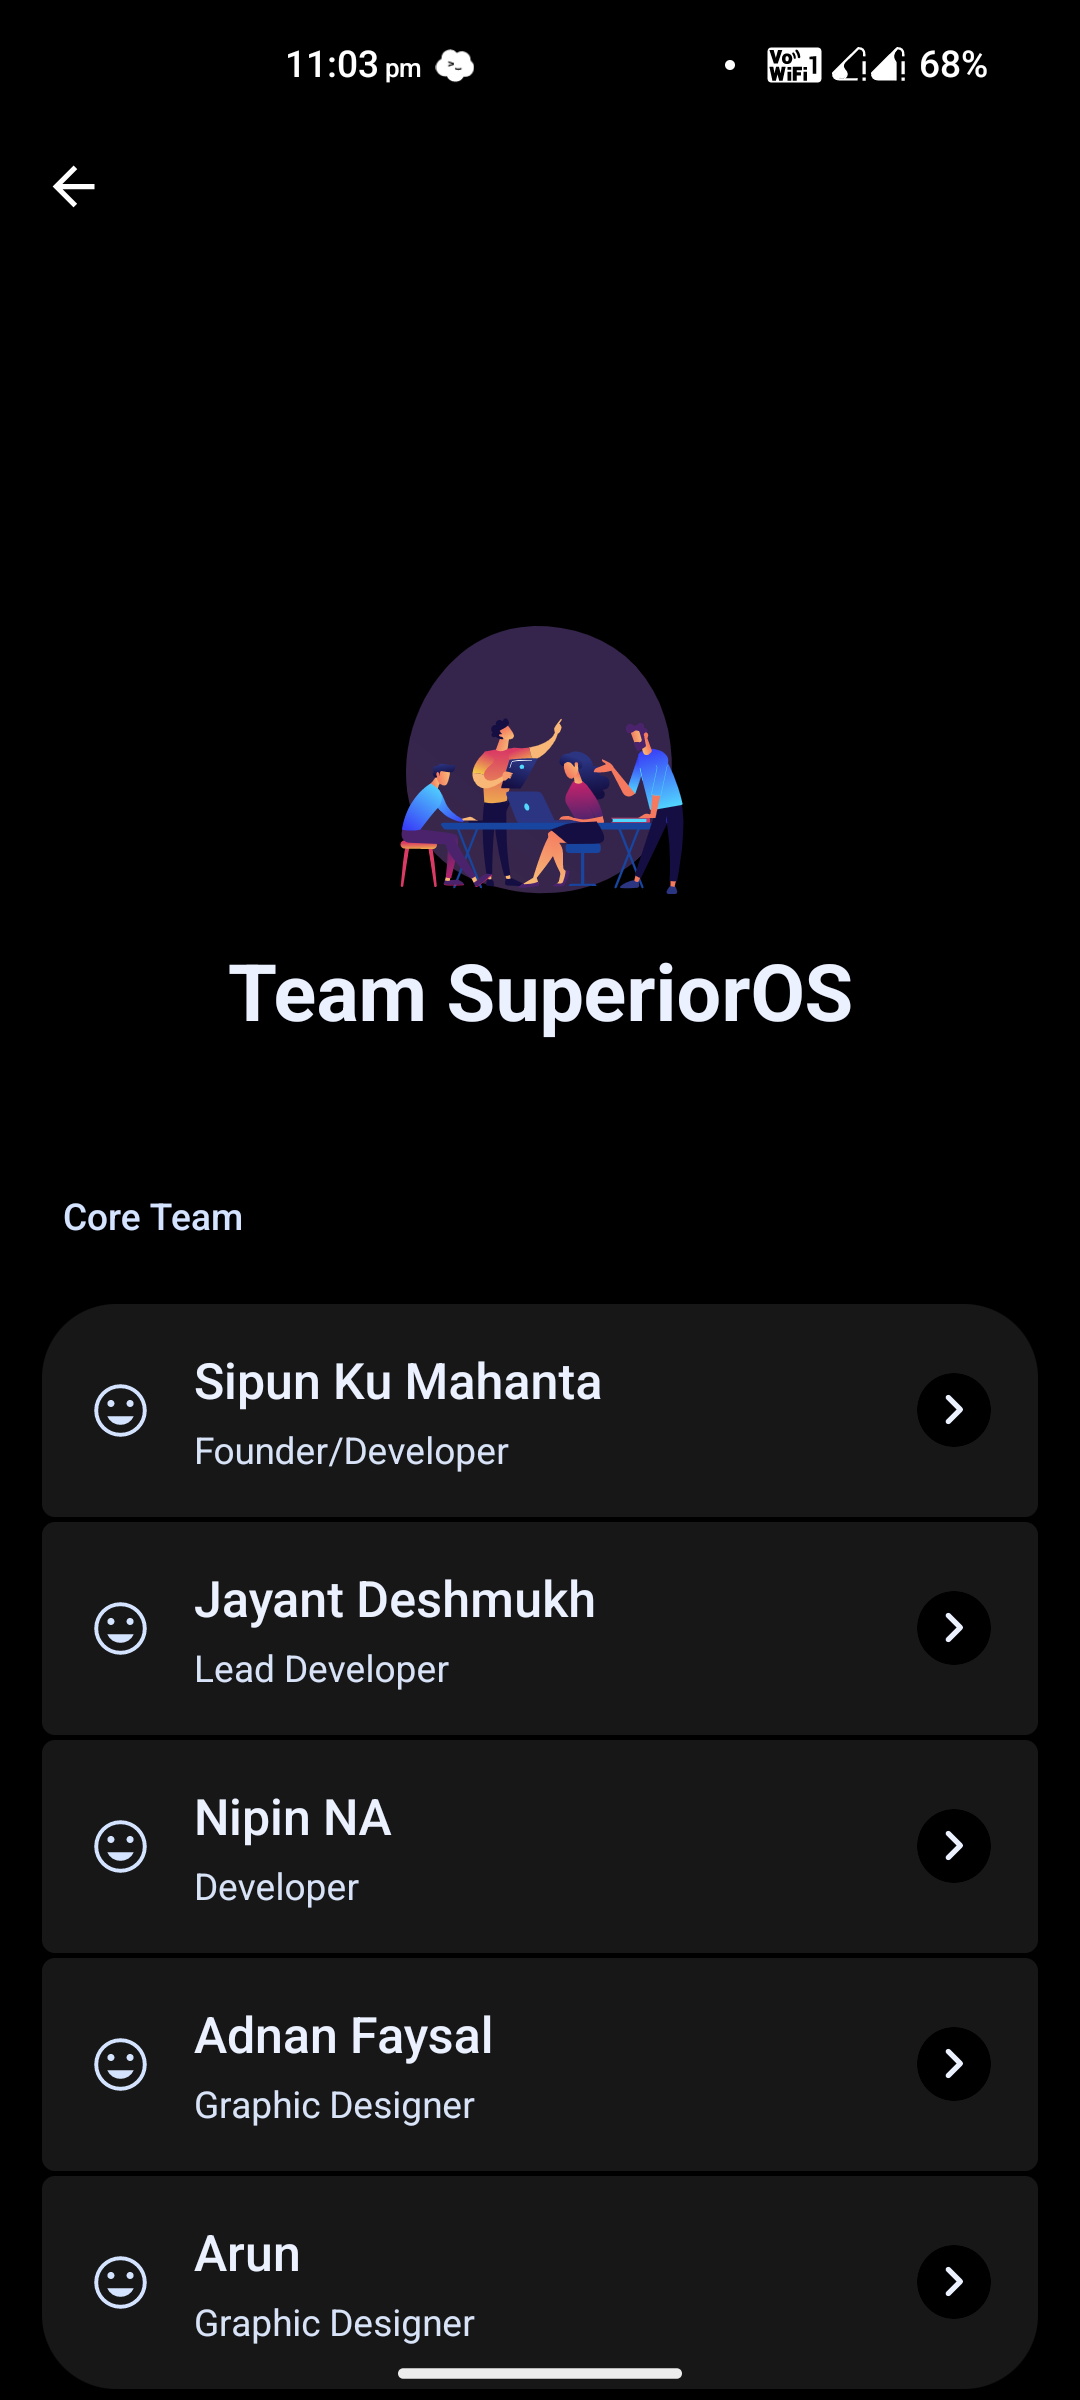 11:03 pm Vo WiFi 1 68%
Team SuperiorOS
Core Team
Sipun Ku Mahanta
Founder/Developer
Jayant Deshmukh
Lead Developer
Nipin NA
Developer
Adnan Faysal
Graphic Designer
Arun
Graphic Designer